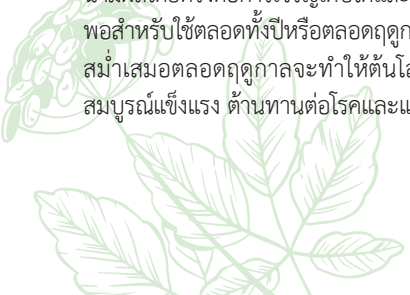 พอสำหรับใช้ตลอดทั้งปีหรือตลอดฤดูก
สม่ำเสมอตลอดฤดูกาลจะทำให้ต้นโ
สมบูรณ์แข็งแรง ต้านทานต่อโรคและแ